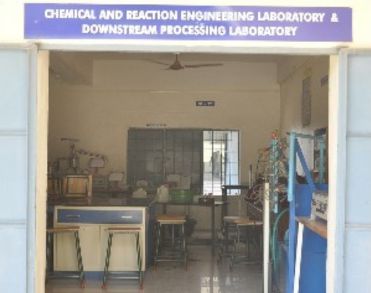 CHEMICAL AND REACTION ENGINEERING LABORATORY &
DOWNSTREAM PROCESSING LABORATORY